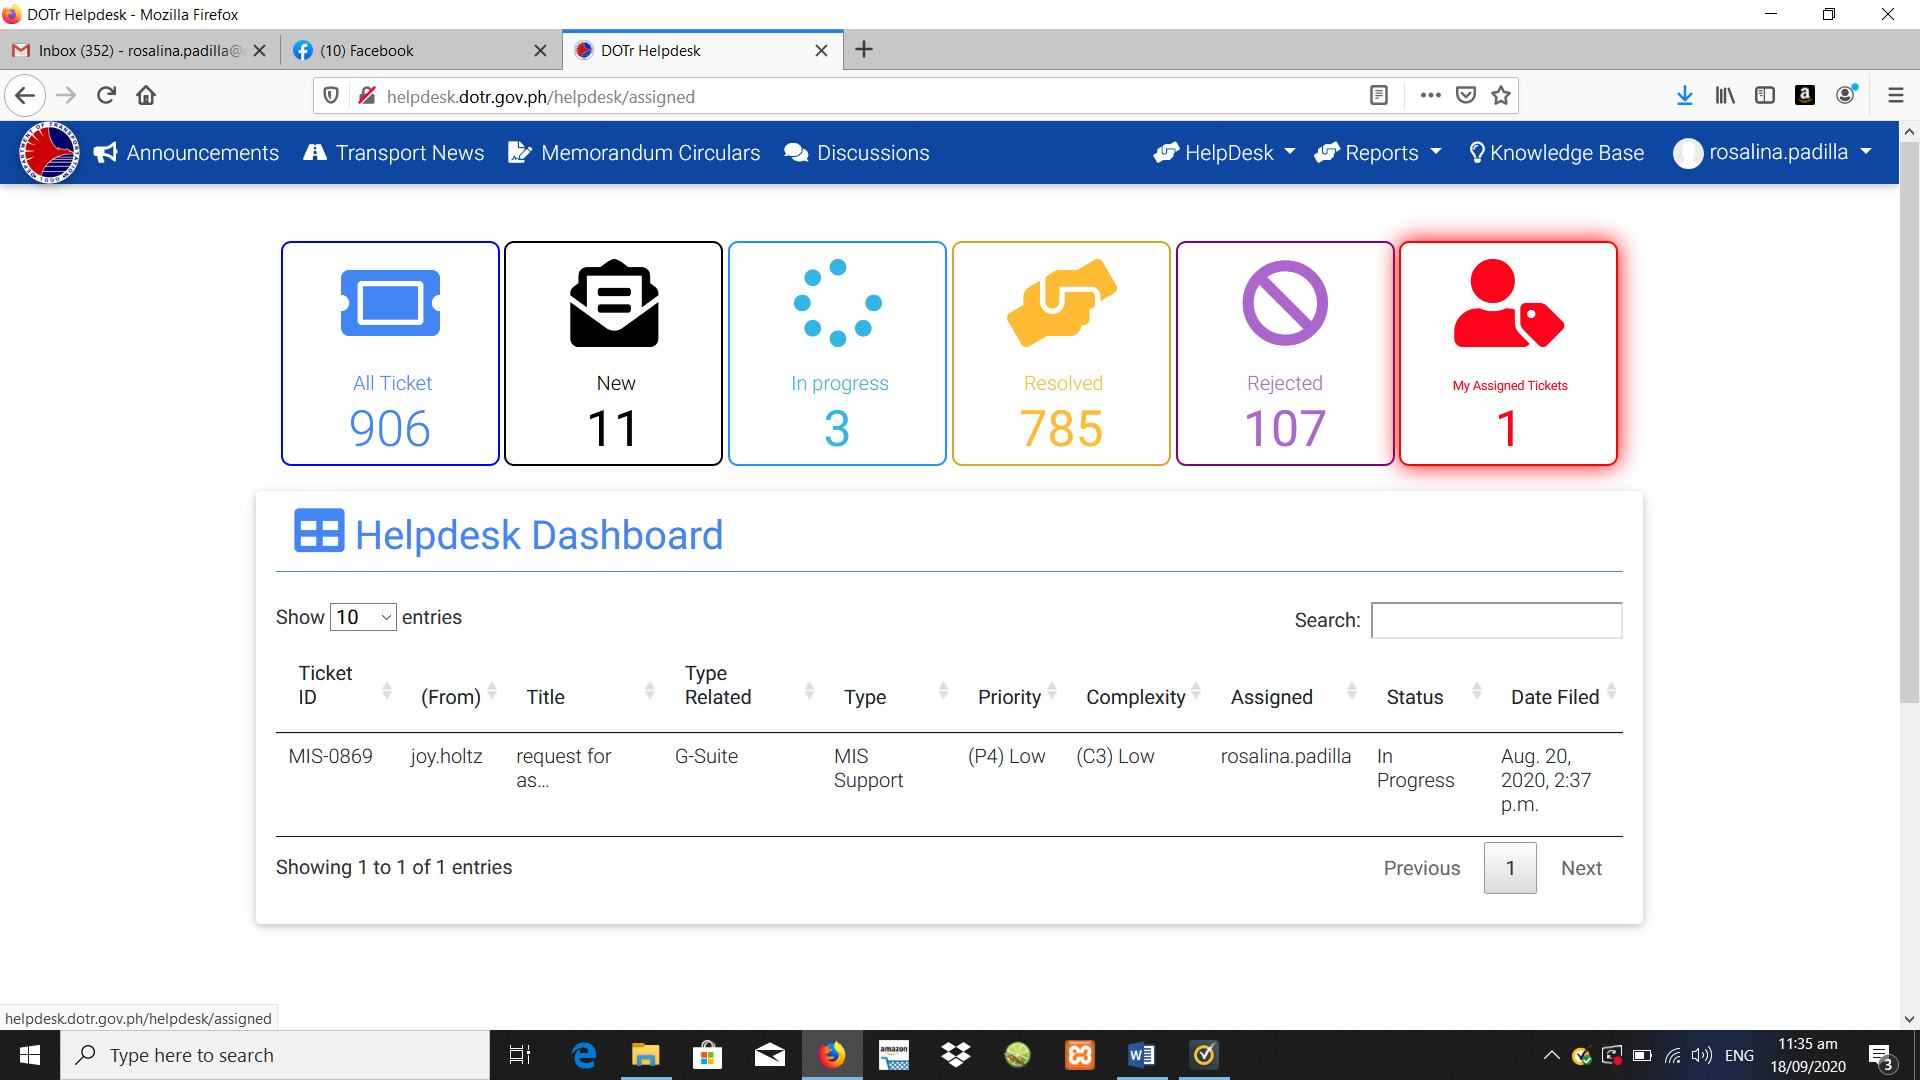 DOTr Helpdesk - Mozilla Firefox
Inbox (352) - rosalina.padilla@
(10) Facebook
DOTr Helpdesk
helpdesk.dotr.gov.ph/helpdesk/assigned
Announcements
Transport News
Memorandum Circulars
Discussions
HelpDesk
Reports
Knowledge Base
rosalina.padilla
All Ticket
906
New
11
In progress
3
Resolved
785
Rejected
107
My Assigned Tickets
1
Helpdesk Dashboard
Show 10 entries
Search:
Ticket ID
(From)
Title
Type Related
Type
Priority
Complexity
Assigned
Status
Date Filed
MIS-0869
joy.holtz
request for as...
G-Suite
MIS Support
(P4) Low
(C3) Low
rosalina.padilla
In Progress
Aug. 20, 2020, 2:37 p.m.
Showing 1 to 1 of 1 entries
Previous
1
Next
helpdesk.dotr.gov.ph/helpdesk/assigned
Type here to search
amazon
ENG
11:35 am
18/09/2020
3